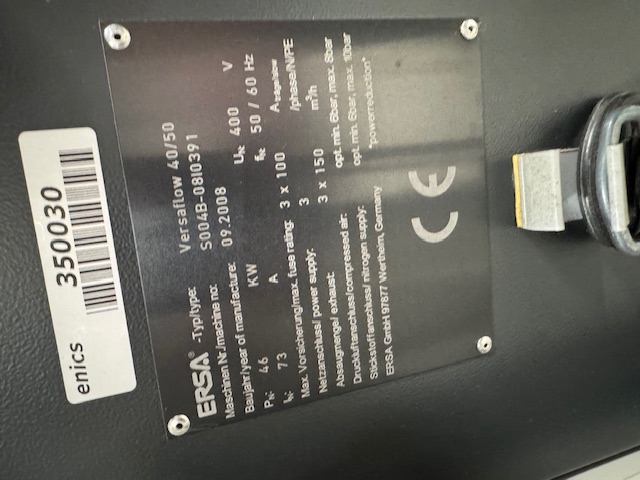 enics 350030
ERSA® -Typ/type: Versaflow 40/50
Maschinen Nr./machine no: S004B-08I0391
Baujahr/year of manufacture: 09.2008
PN: 46 KW UN: 400 V
IN: 73 A fN: 50 / 60 Hz
Max. Vorsicherung/max. fuse rating: 3 x 100 A
Netzanschluss/ power supply: 3 /phase/N/PE
Absaugmenge/ exhaust: 3 x 150 m³/h
Druckluftanschluss/compressed air: opt. min. 6bar, max. 8bar
Stickstoffanschluss/ nitrogen supply: opt. min. 6bar, max. 10bar
ERSA GmbH 97877 Wertheim, Germany *powerreduction*
CE